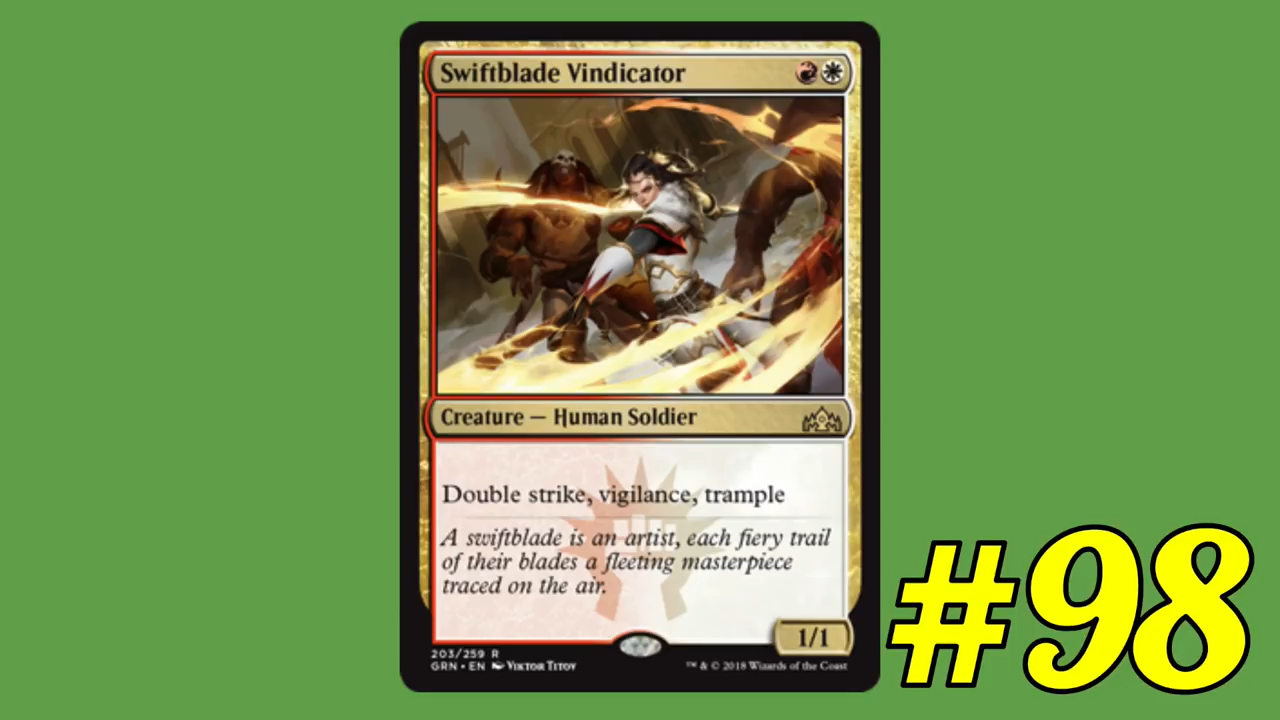 Swiftblade Vindicator
Creature — Human Soldier
Double strike, vigilance, trample
A swiftblade is an artist, each fiery trail
of their blades a fleeting masterpiece
traced on the air.
1/1
203/259 R
GRN • EN Viktor Titov
™ & © 2018 Wizards of the Coast
#98